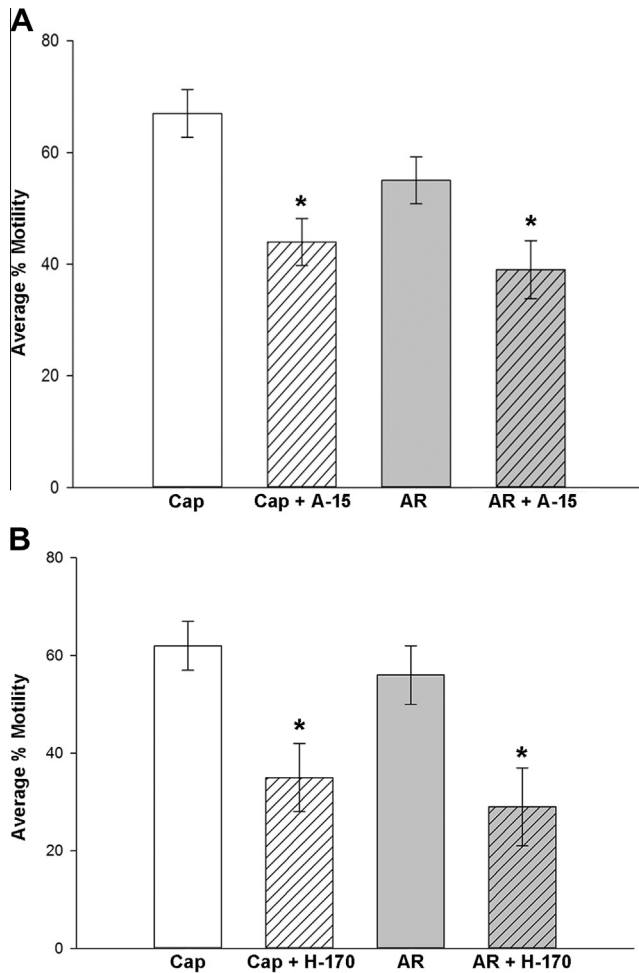 A
80
60
40
20
0
Average % Motility
*
*
Cap
Cap + A-15
AR
AR + A-15
B
80
60
40
20
0
Average % Motility
*
*
Cap
Cap + H-170
AR
AR + H-170